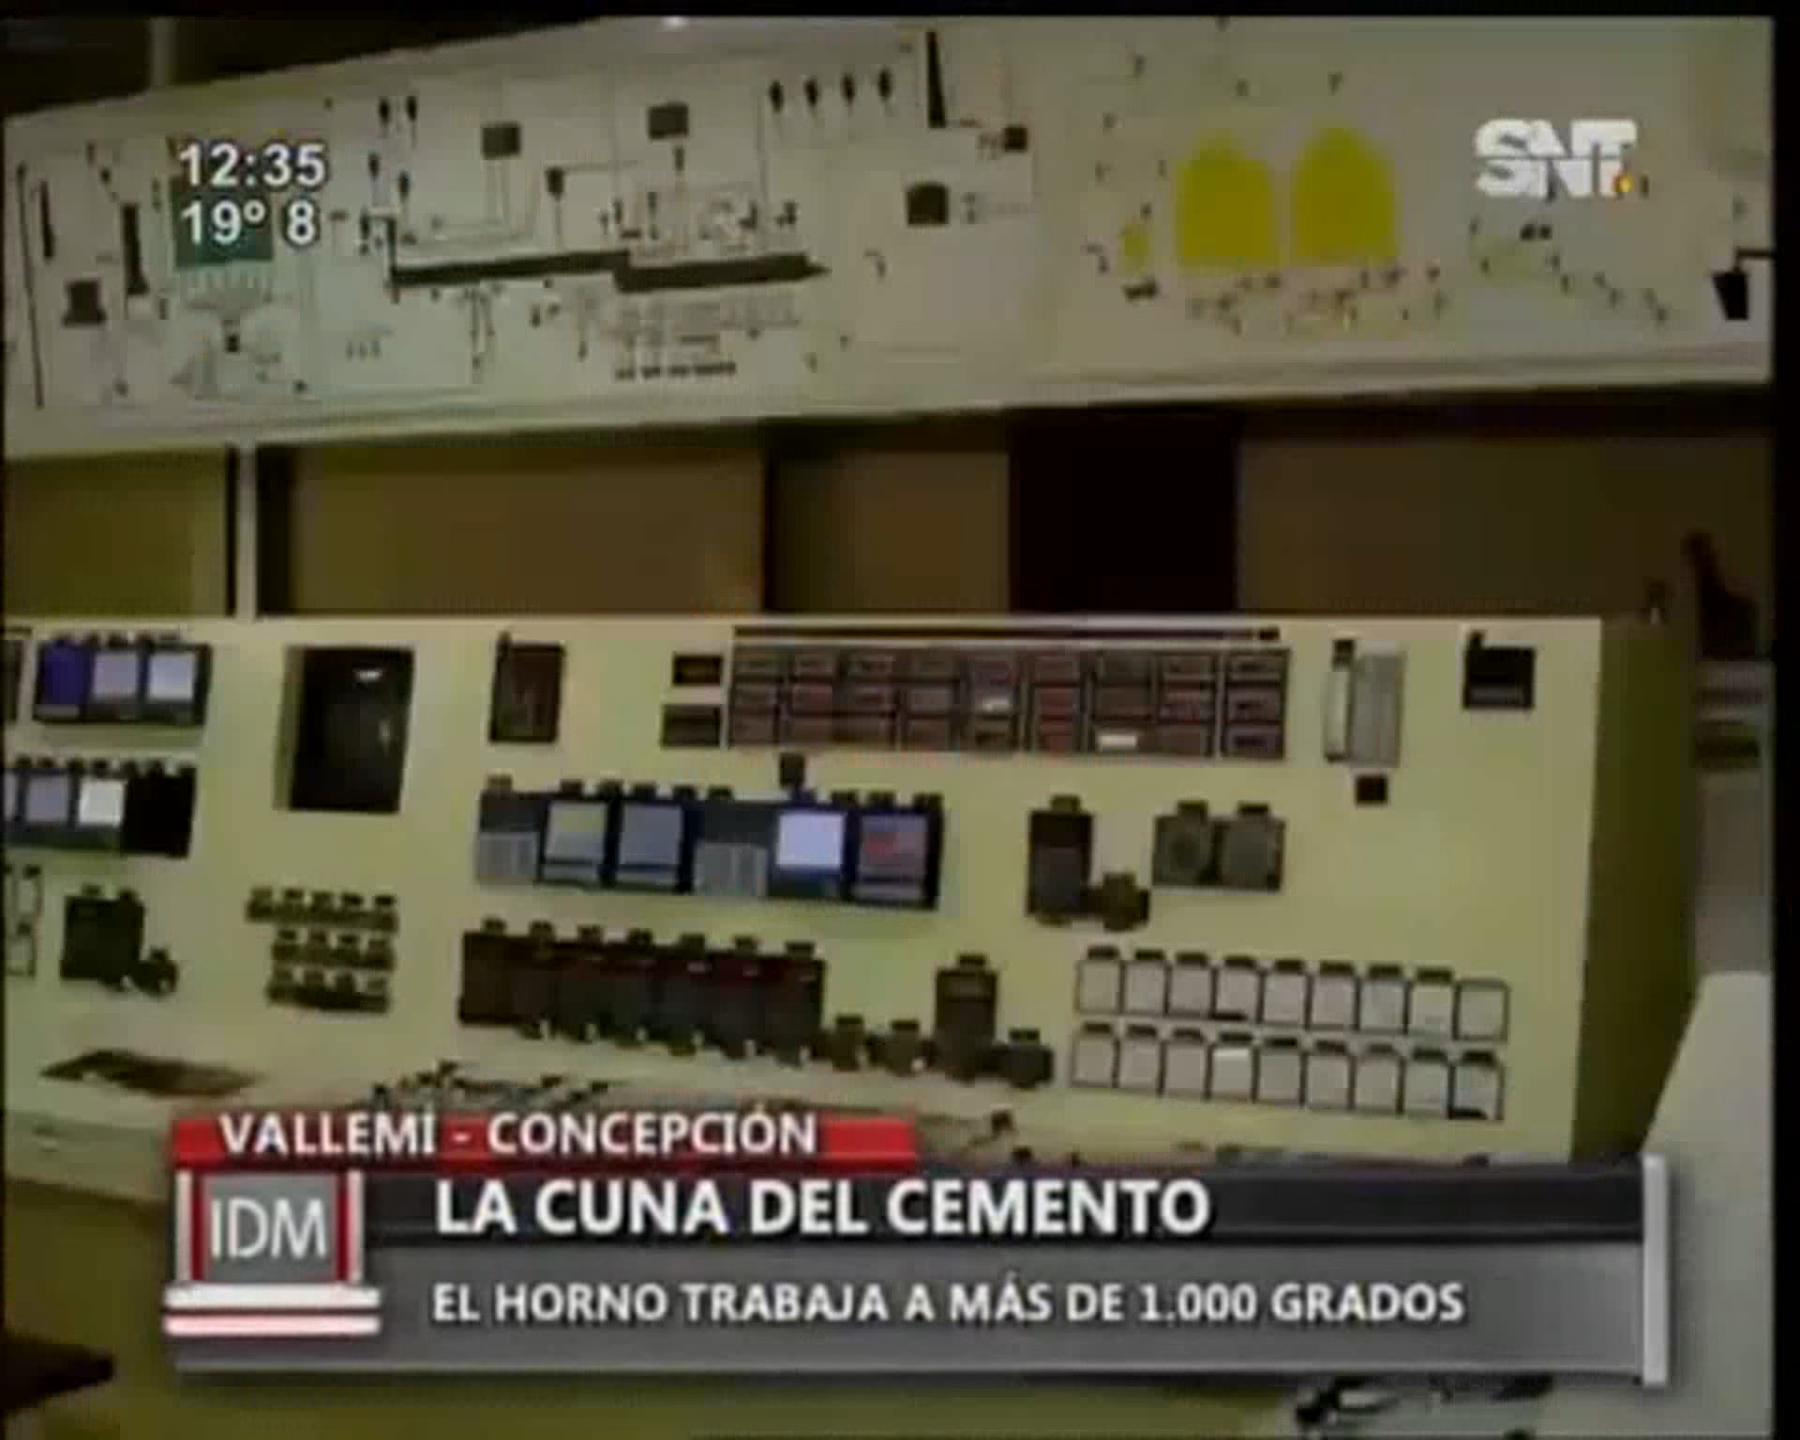 12:35
19° 8
SNT
VALLEMÍ - CONCEPCIÓN
IDM
LA CUNA DEL CEMENTO
EL HORNO TRABAJA A MÁS DE 1.000 GRADOS